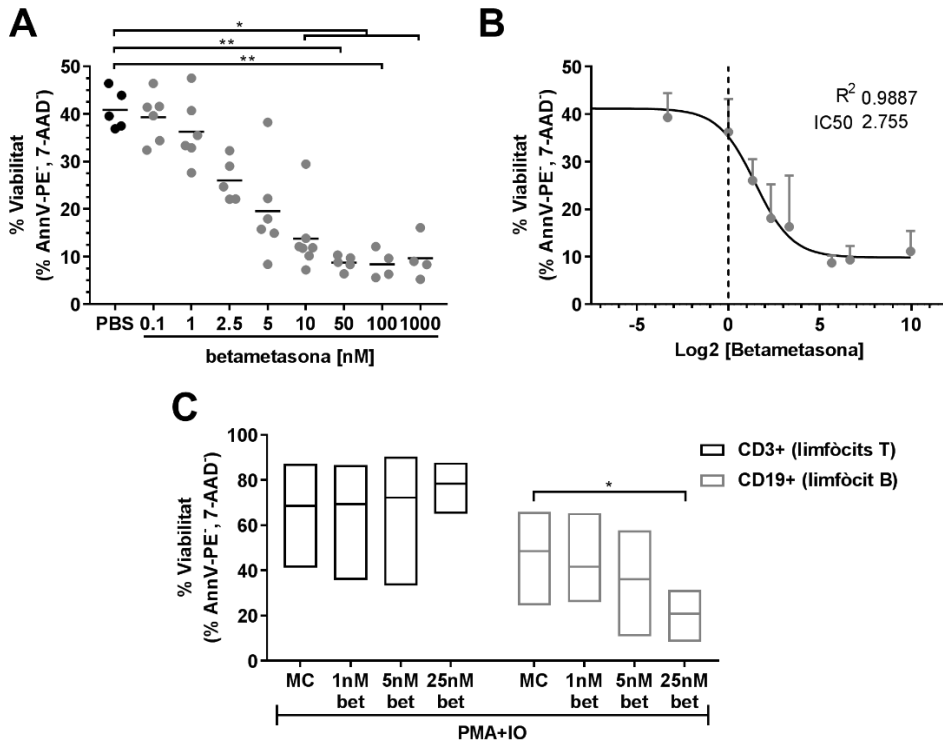 A
*
**
**
% Viabilitat
(% AnnV-PE⁻, 7-AAD⁻)
50
40
30
20
10
0
PBS 0.1 1 2.5 5 10 50 100 1000
betametasona [nM]
B
% Viabilitat
(% AnnV-PE⁻, 7-AAD⁻)
50
40
30
20
10
0
R² 0.9887
IC50 2.755
-5 0 5 10
Log2 [Betametasona]
C
% Viabilitat
(% AnnV-PE⁻, 7-AAD⁻)
100
80
60
40
20
0
*
CD3+ (limfòcits T)
CD19+ (limfòcit B)
MC 1nM 5nM 25nM MC 1nM 5nM 25nM
bet bet bet bet bet bet
PMA+IO